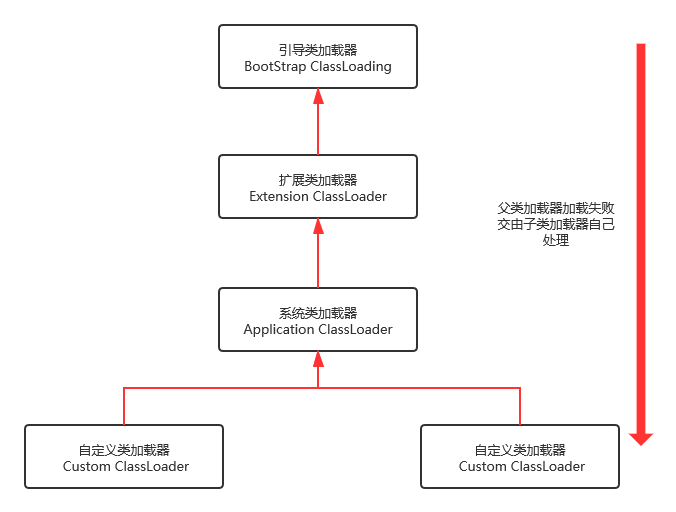 引导类加载器
BootStrap ClassLoading
扩展类加载器
Extension ClassLoader
父类加载器加载失败
交由子类加载器自己
处理
系统类加载器
Application ClassLoader
自定义类加载器
Custom ClassLoader
自定义类加载器
Custom ClassLoader